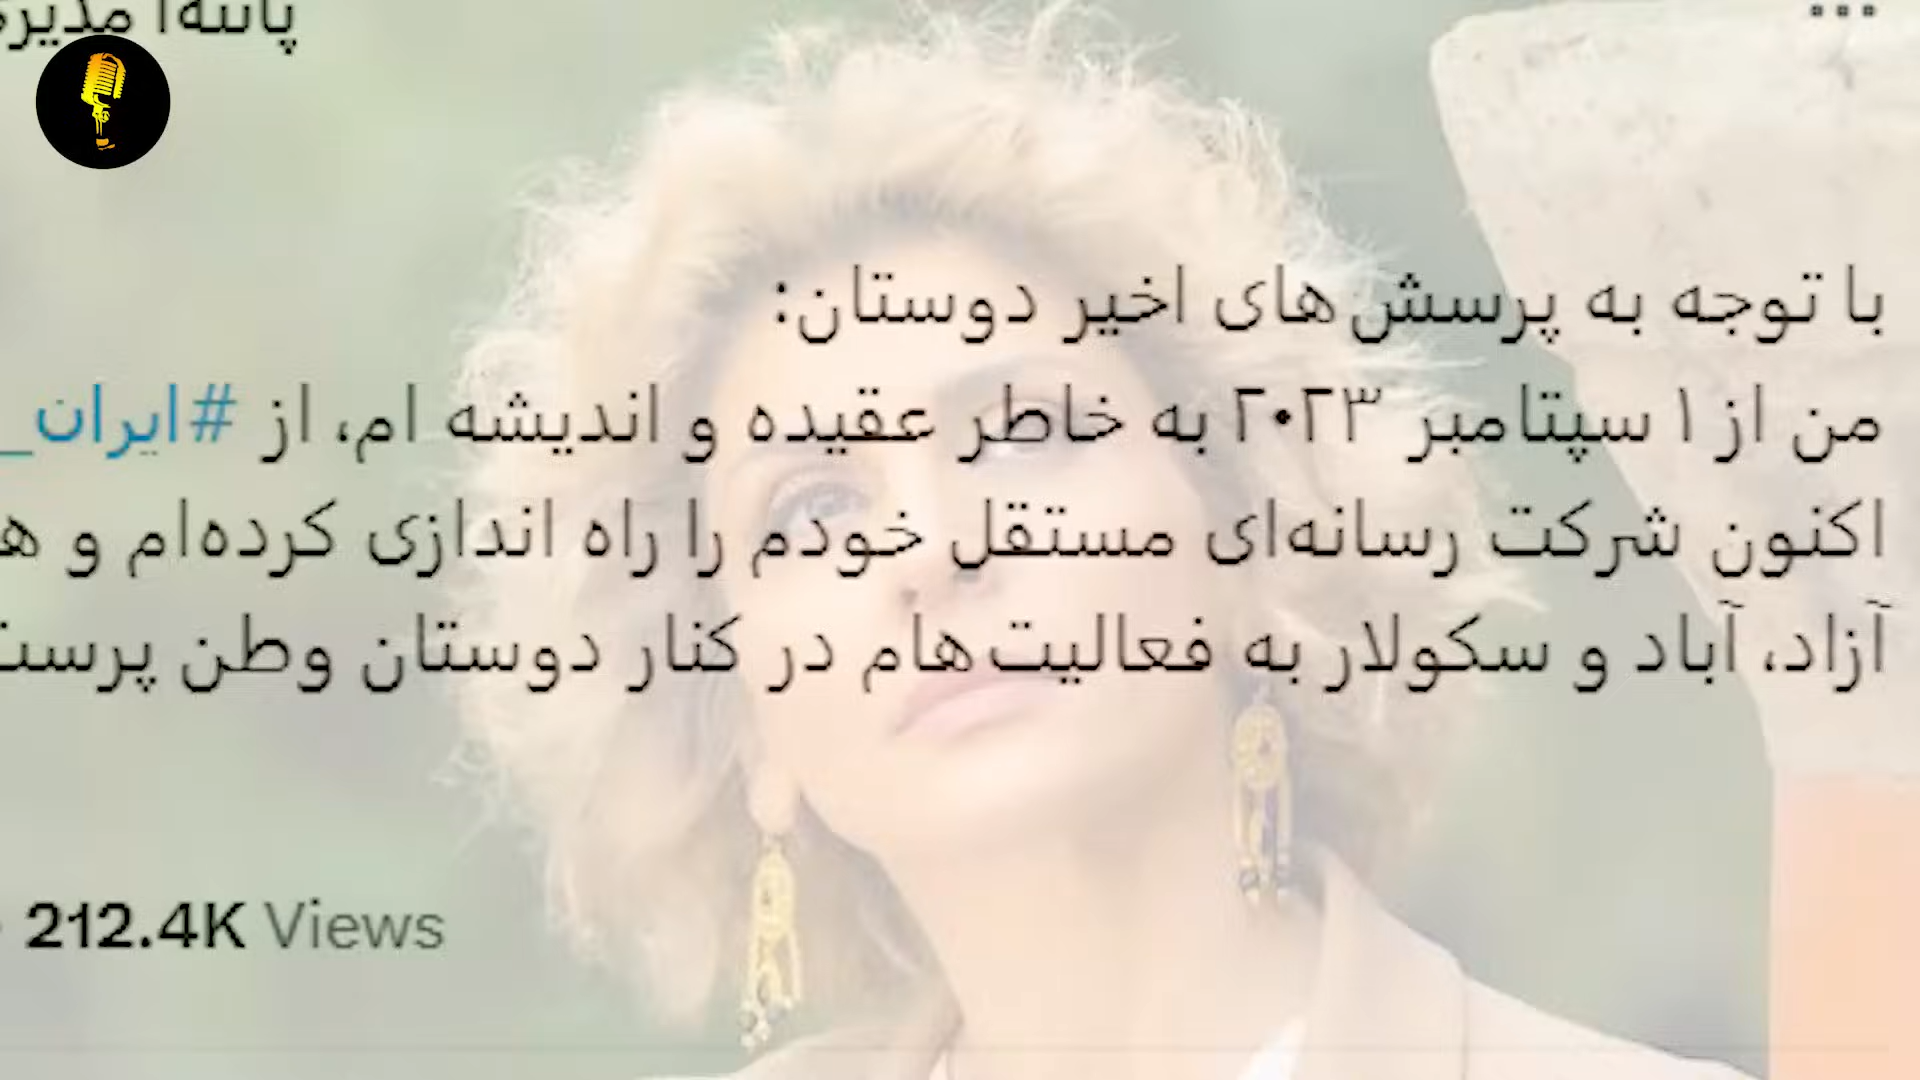 با توجه به پرسش‌های اخیر دوستان:
من از ۱ سپتامبر ۲۰۲۳ به خاطر عقیده و اندیشه ام، از #ایران_
اکنون شرکت رسانه‌ای مستقل خودم را راه اندازی کرده‌ام و
آزاد، آباد و سکولار به فعالیت‌هام در کنار دوستان وطن
212.4K Views